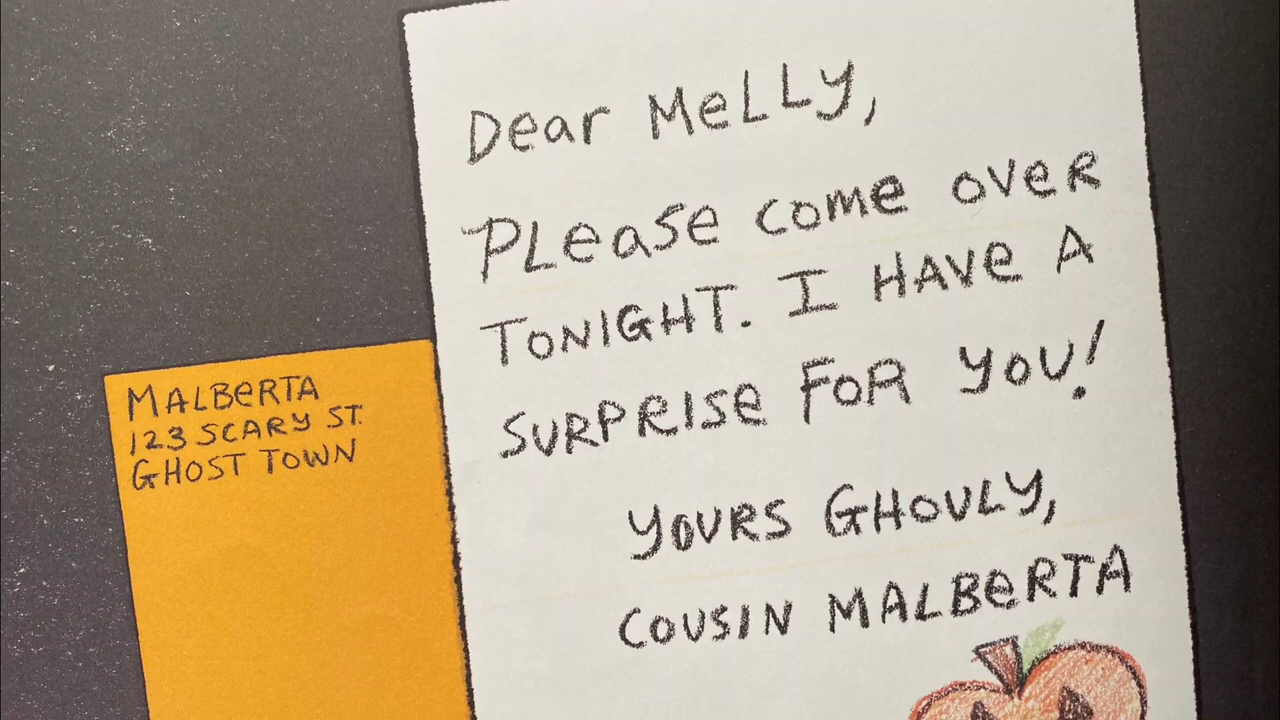 Dear MeLLy,
PLease come over
TONIGHT. I HAVe A
SURPRISe FOR YOU!
YOURS GHOULY,
COUSIN MALBeRTA
MALBeRTA
123 SCARY ST.
GHOST TOWN